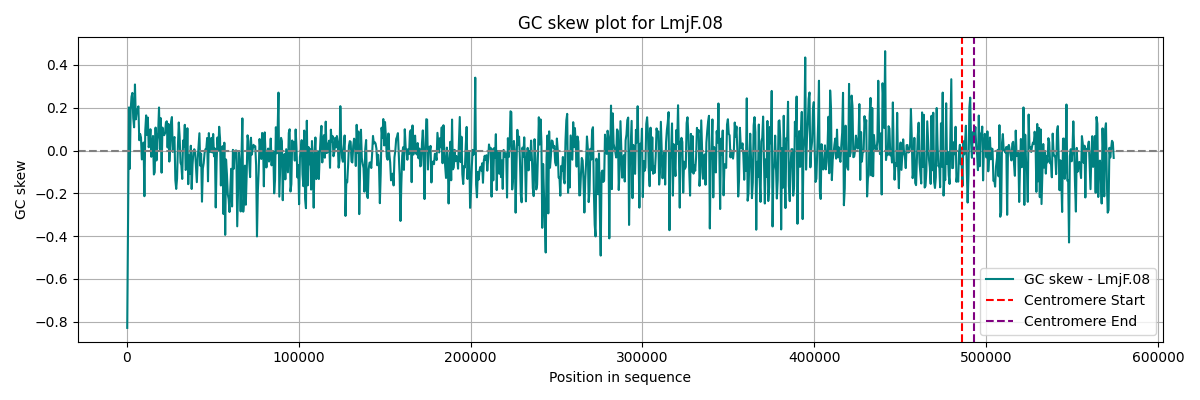 GC skew plot for LmjF.08
GC skew
0.4
0.2
0.0
−0.2
−0.4
−0.6
−0.8
0
100000
200000
300000
400000
500000
600000
Position in sequence
GC skew - LmjF.08
Centromere Start
Centromere End